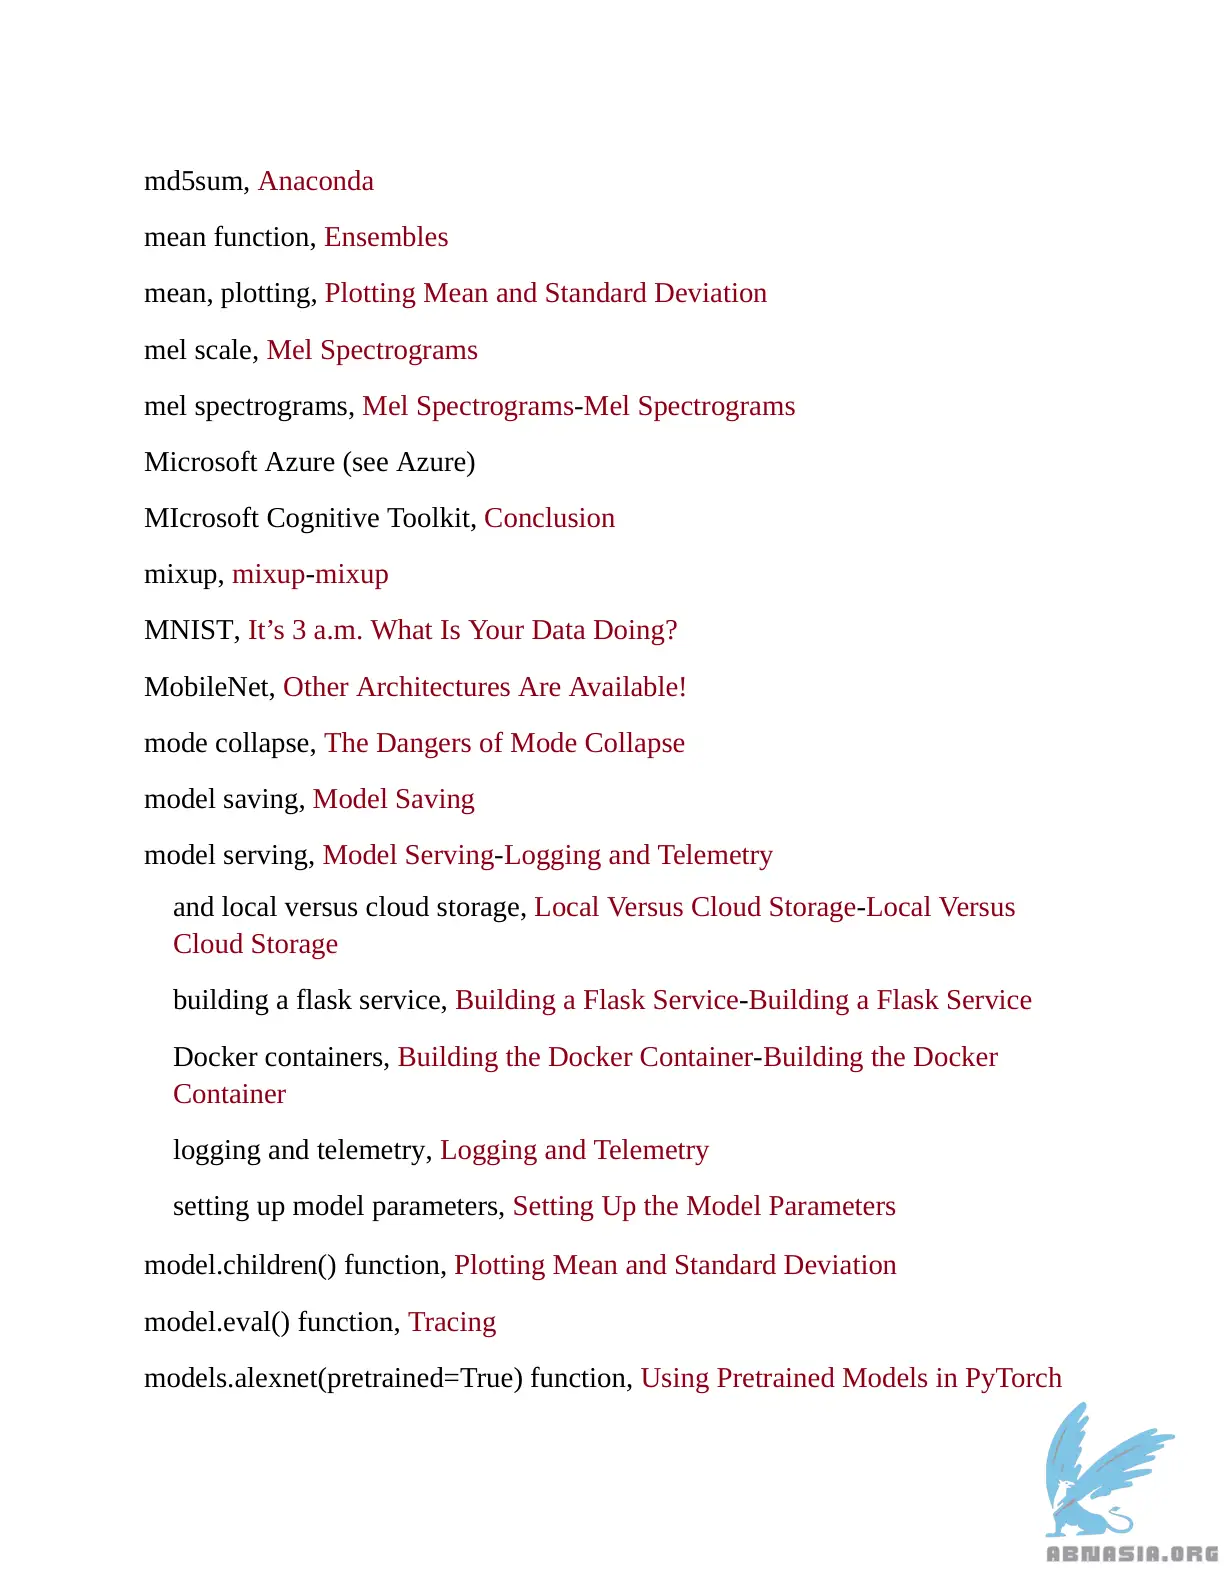 md5sum, Anaconda
mean function, Ensembles
mean, plotting, Plotting Mean and Standard Deviation
mel scale, Mel Spectrograms
mel spectrograms, Mel Spectrograms-Mel Spectrograms
Microsoft Azure (see Azure)
MIcrosoft Cognitive Toolkit, Conclusion
mixup, mixup-mixup
MNIST, It’s 3 a.m. What Is Your Data Doing?
MobileNet, Other Architectures Are Available!
mode collapse, The Dangers of Mode Collapse
model saving, Model Saving
model serving, Model Serving-Logging and Telemetry
and local versus cloud storage, Local Versus Cloud Storage-Local Versus
Cloud Storage
building a flask service, Building a Flask Service-Building a Flask Service
Docker containers, Building the Docker Container-Building the Docker
Container
logging and telemetry, Logging and Telemetry
setting up model parameters, Setting Up the Model Parameters
model.children() function, Plotting Mean and Standard Deviation
model.eval() function, Tracing
models.alexnet(pretrained=True) function, Using Pretrained Models in PyTorch
ABNASIA.ORG